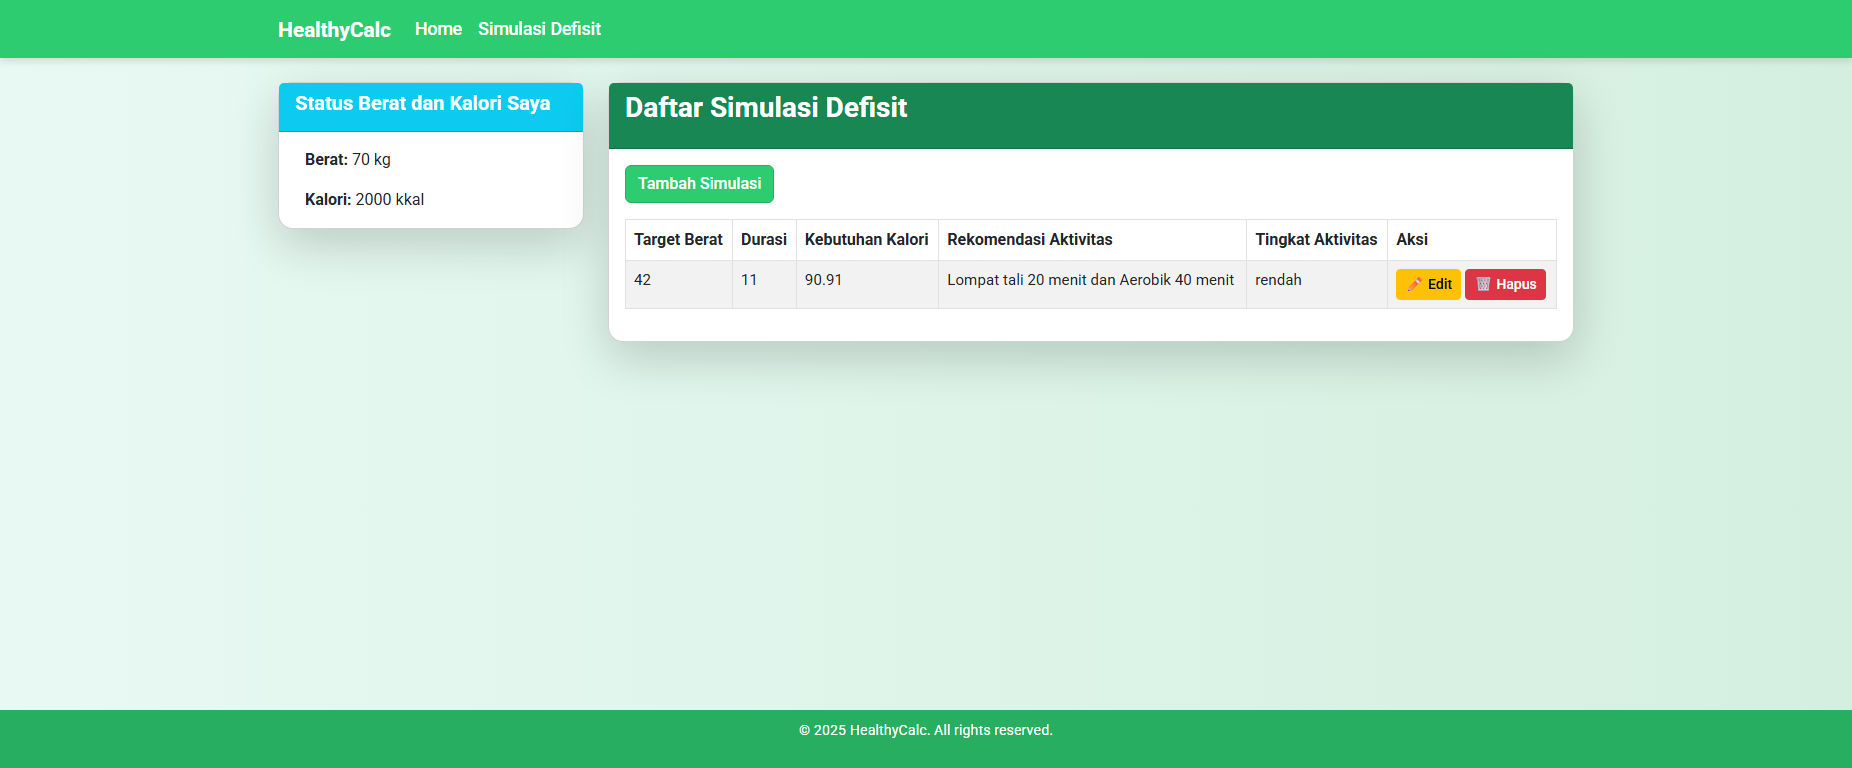 HealthyCalc Home Simulasi Defisit
Status Berat dan Kalori Saya
Berat: 70 kg
Kalori: 2000 kkal
Daftar Simulasi Defisit
Tambah Simulasi
Target Berat Durasi Kebutuhan Kalori Rekomendasi Aktivitas Tingkat Aktivitas Aksi
42 11 90.91 Lompat tali 20 menit dan Aerobik 40 menit rendah Edit Hapus
© 2025 HealthyCalc. All rights reserved.